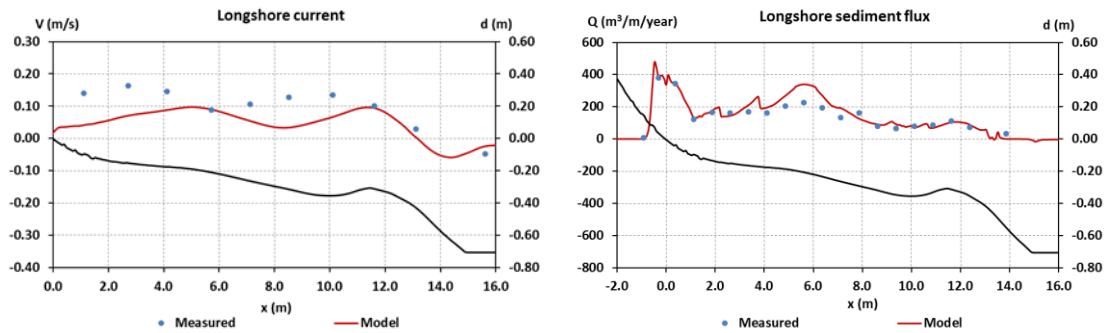 Longshore current
V (m/s)
d (m)
0.30
0.20
0.10
0.00
-0.10
-0.20
-0.30
-0.40
0.60
0.40
0.20
0.00
-0.20
-0.40
-0.60
-0.80
0.0 2.0 4.0 6.0 8.0 10.0 12.0 14.0 16.0
x (m)
Measured Model
Longshore sediment flux
Q (m³/m/year)
d (m)
600
400
200
0
-200
-400
-600
-800
0.60
0.40
0.20
0.00
-0.20
-0.40
-0.60
-0.80
-2.0 0.0 2.0 4.0 6.0 8.0 10.0 12.0 14.0 16.0
x (m)
Measured Model